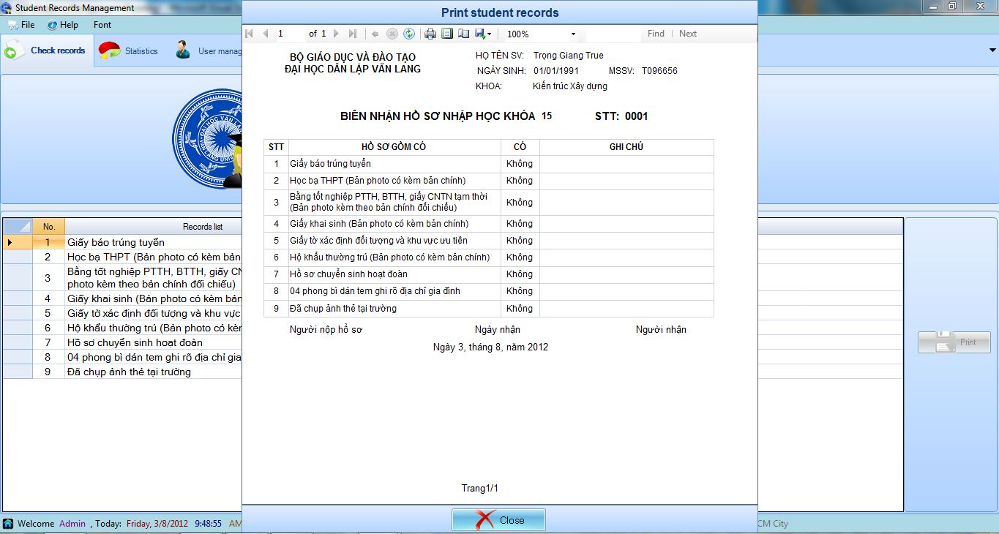 Student Records Management
Print student records
File Help Font
1 of 1 100% Find Next
Check records Statistics User manag
BỘ GIÁO DỤC VÀ ĐÀO TẠO
ĐẠI HỌC DÂN LẬP VĂN LANG
HỌ TÊN SV: Trọng Giang True
NGÀY SINH: 01/01/1991 MSSV: T096656
KHOA: Kiến trúc Xây dựng
BIÊN NHẬN HỒ SƠ NHẬP HỌC KHÓA 15 STT: 0001
STT HỒ SƠ GỒM CÓ CÓ GHI CHÚ
1 Giấy báo trúng tuyển Không
2 Học bạ THPT (Bản photo có kèm bản chính) Không
3 Bằng tốt nghiệp PTTH, BTTH, giấy CNTN tạm thời
(Bản photo kèm theo bản chính đối chiếu) Không
4 Giấy khai sinh (Bản photo có kèm bản chính) Không
5 Giấy tờ xác định đối tượng và khu vực ưu tiên Không
6 Hộ khẩu thường trú (Bản photo có kèm bản chính) Không
7 Hồ sơ chuyển sinh hoạt đoàn Không
8 04 phong bì dán tem ghi rõ địa chỉ gia đình Không
9 Đã chụp ảnh thẻ tại trường Không
Người nộp hồ sơ Ngày nhận Người nhận
Ngày 3, tháng 8, năm 2012
Trang1/1
Close
No. Records list
1 Giấy báo trúng tuyển
2 Học bạ THPT (Bản photo có kèm bản
3 Bằng tốt nghiệp PTTH, BTTH, giấy CN
photo kèm theo bản chính đối chiếu)
4 Giấy khai sinh (Bản photo có kèm bản
5 Giấy tờ xác định đối tượng và khu vực
6 Hộ khẩu thường trú (Bản photo có kèm
7 Hồ sơ chuyển sinh hoạt đoàn
8 04 phong bì dán tem ghi rõ địa chỉ gia
9 Đã chụp ảnh thẻ tại trường
Print
Welcome Admin , Today: Friday, 3/8/2012 9:48:55 AM
CM City